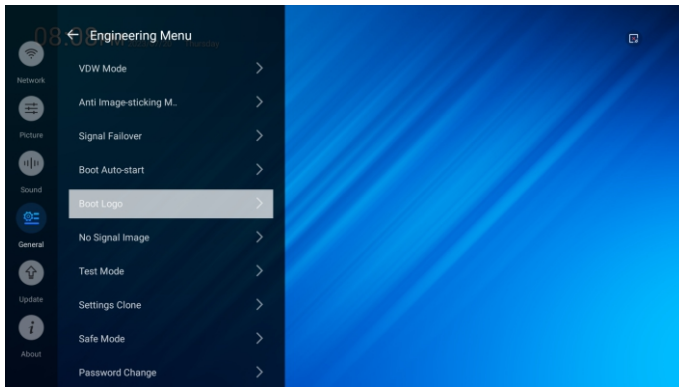 Engineering Menu
Network
Picture
Sound
General
Update
About
VDW Mode
Anti Image-sticking M..
Signal Failover
Boot Auto-start
Boot Logo
No Signal Image
Test Mode
Settings Clone
Safe Mode
Password Change